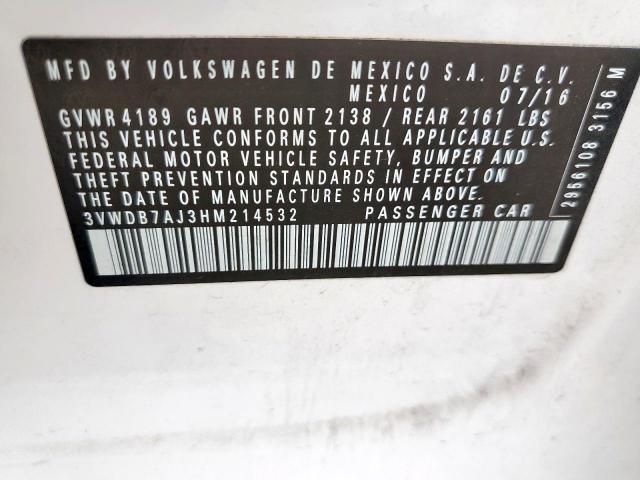 MFD BY VOLKSWAGEN DE MEXICO S.A. DE C.V.
MEXICO 07/16
GVWR 4189 GAWR FRONT 2138 / REAR 2161 LBS
THIS VEHICLE CONFORMS TO ALL APPLICABLE U.S.
FEDERAL MOTOR VEHICLE SAFETY, BUMPER AND
THEFT PREVENTION STANDARDS IN EFFECT ON
THE DATE OF MANUFACTURE SHOWN ABOVE.
3VWDB7AJ3HM214532 PASSENGER CAR
2956108 3156 M